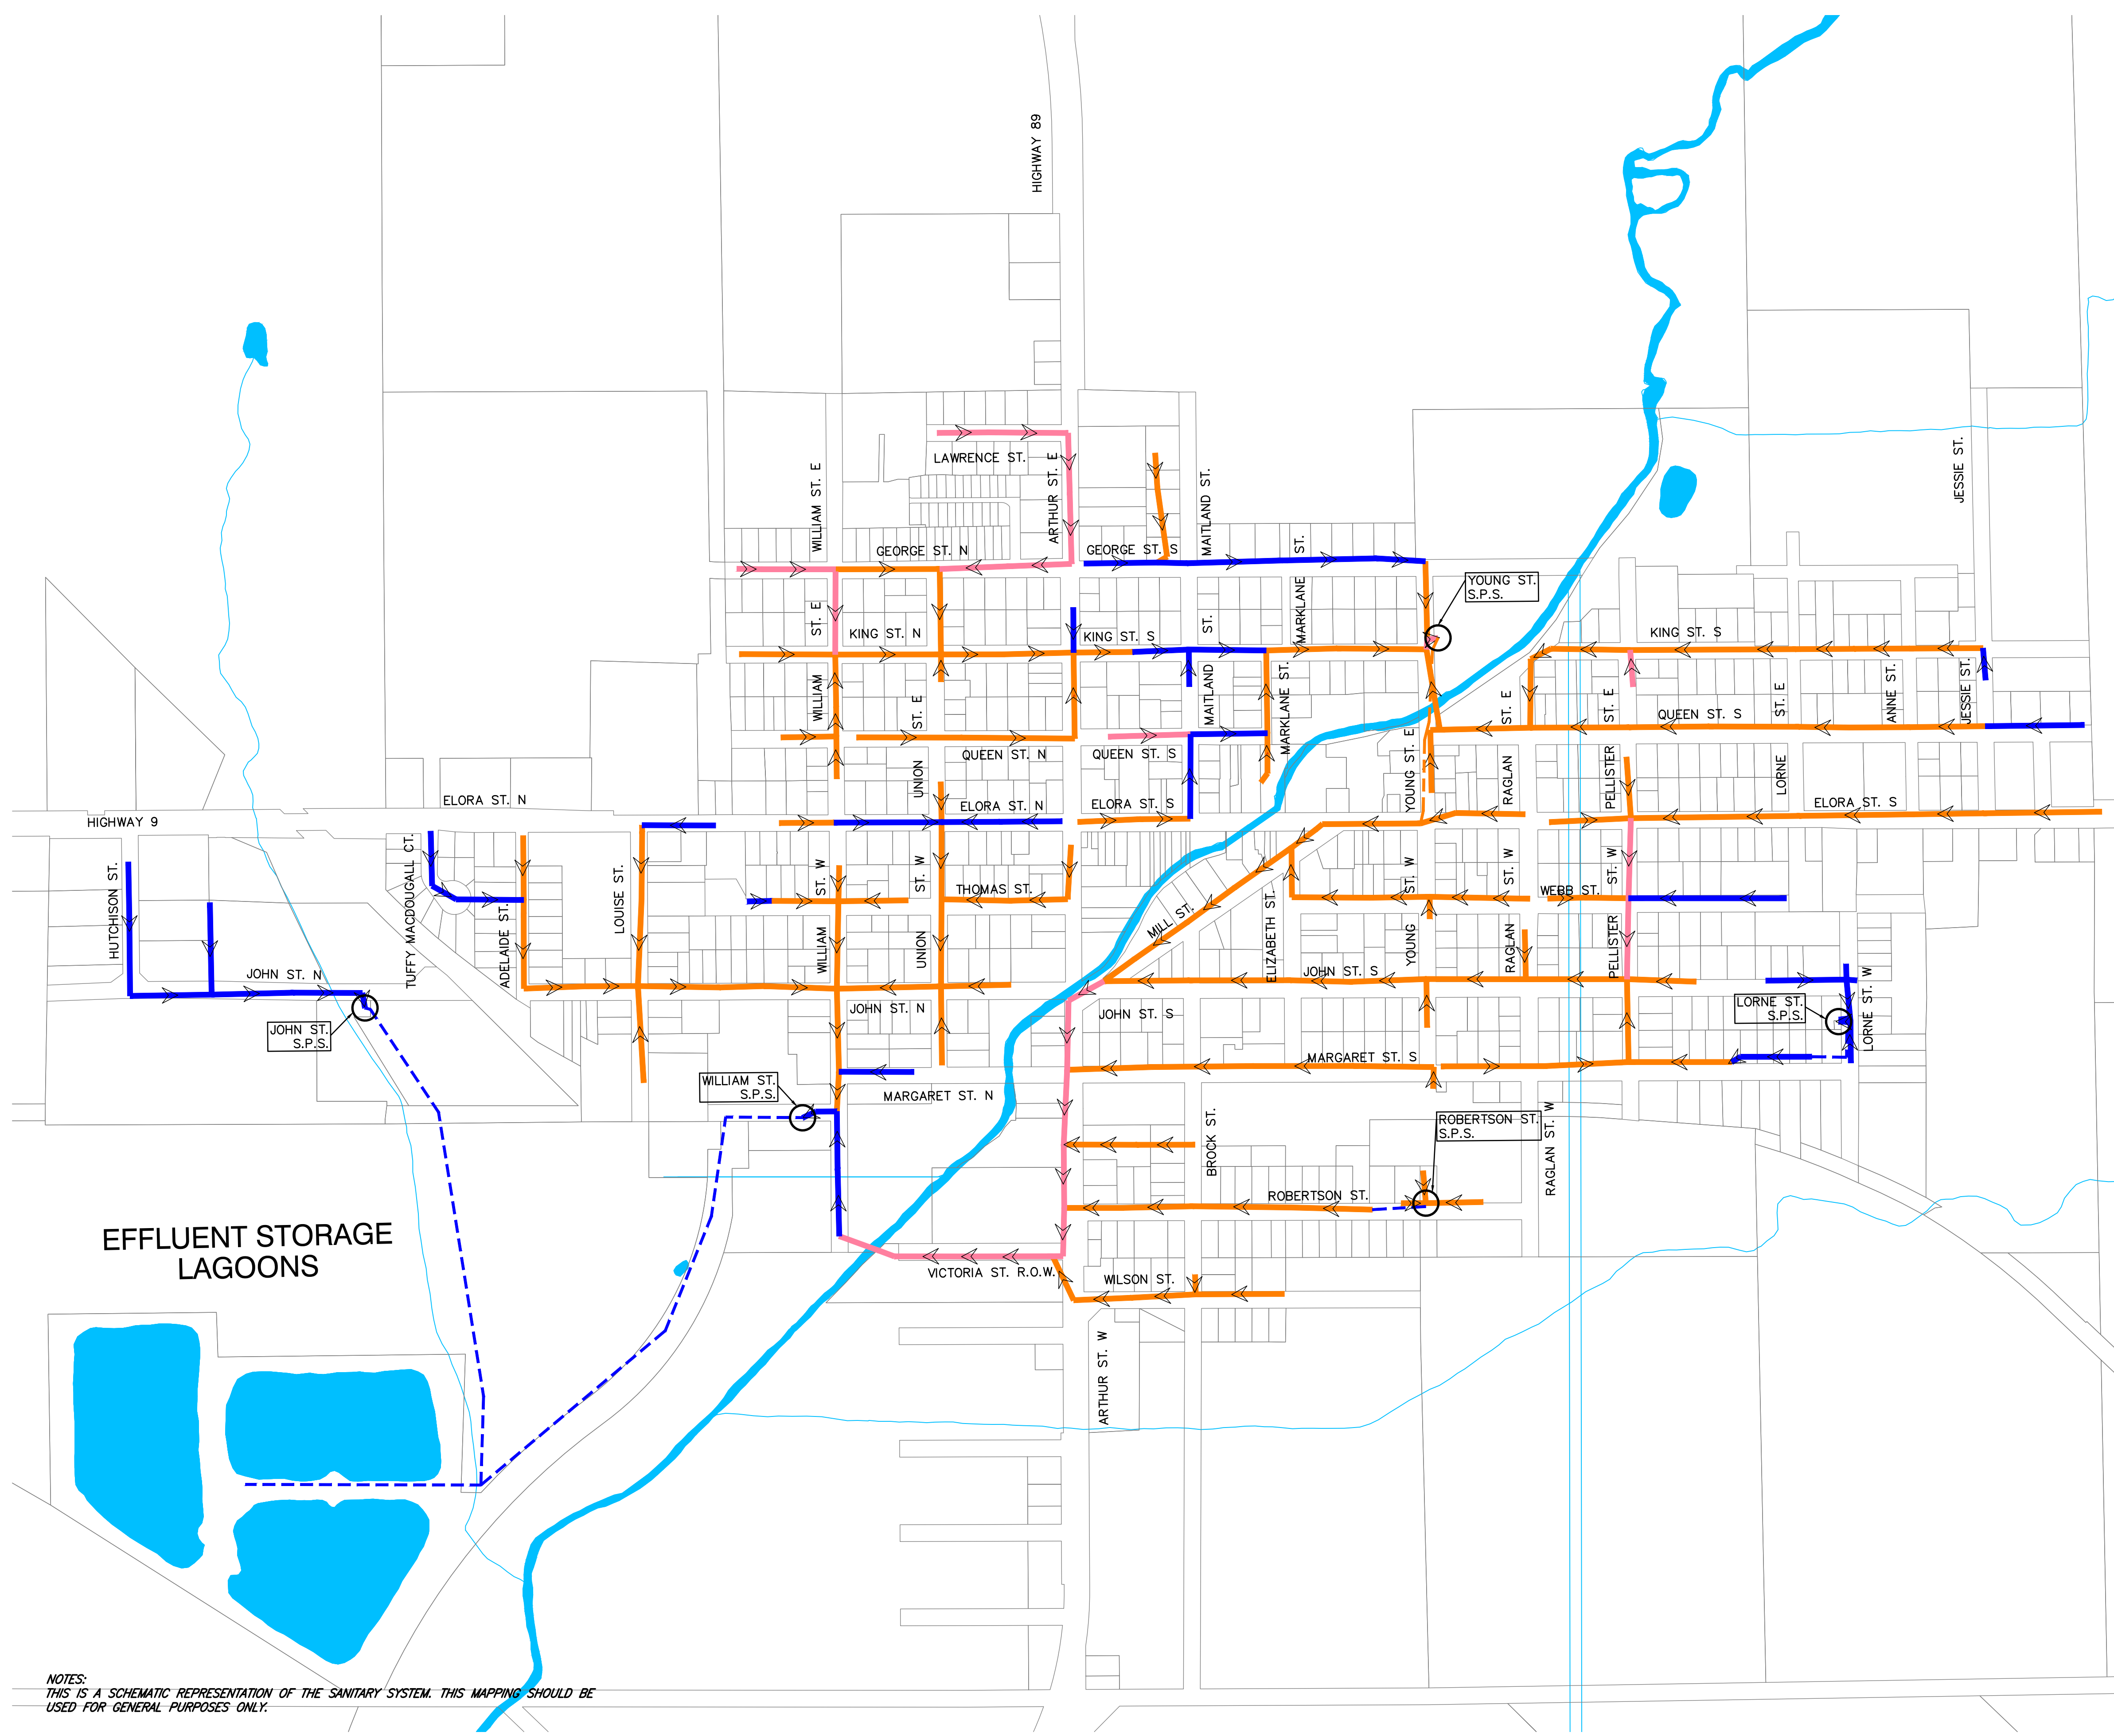 HIGHWAY 89
LAWRENCE ST.
ARTHUR ST. E
WILLIAM ST. E
MAITLAND ST.
JESSIE ST.
GEORGE ST. N
GEORGE ST. S
ST.
MARKLANE
YOUNG ST.
S.P.S.
ST. E
KING ST. N
KING ST. S
ST.
KING ST. S
WILLIAM
ST. E
QUEEN ST. N
QUEEN ST. S
MAITLAND
MARKLANE ST.
YOUNG ST. E
ST. E
ST. E
QUEEN ST. S
ST. E
ANNE ST.
JESSIE ST.
UNION
RAGLAN
PELLISTER
LORNE
ELORA ST. N
ELORA ST. N
ELORA ST. S
ELORA ST. S
HIGHWAY 9
HUTCHISON ST.
TUFFY MACDOUGALL CT.
ADELAIDE ST.
LOUISE ST.
ST. W
WILLIAM
ST. W
UNION
THOMAS ST.
MILL ST.
ELIZABETH ST.
ST. W
YOUNG
ST. W
RAGLAN
WEBB ST.
ST. W
PELLISTER
LORNE ST. W
JOHN ST. N
JOHN ST. S
JOHN ST.
S.P.S.
JOHN ST. N
JOHN ST. S
LORNE ST.
S.P.S.
MARGARET ST. S
WILLIAM ST.
S.P.S.
MARGARET ST. N
BROCK ST.
ROBERTSON ST.
S.P.S.
RAGLAN ST. W
ROBERTSON ST.
EFFLUENT STORAGE
LAGOONS
VICTORIA ST. R.O.W.
WILSON ST.
ARTHUR ST. W
NOTES:
THIS IS A SCHEMATIC REPRESENTATION OF THE SANITARY SYSTEM. THIS MAPPING SHOULD BE
USED FOR GENERAL PURPOSES ONLY.